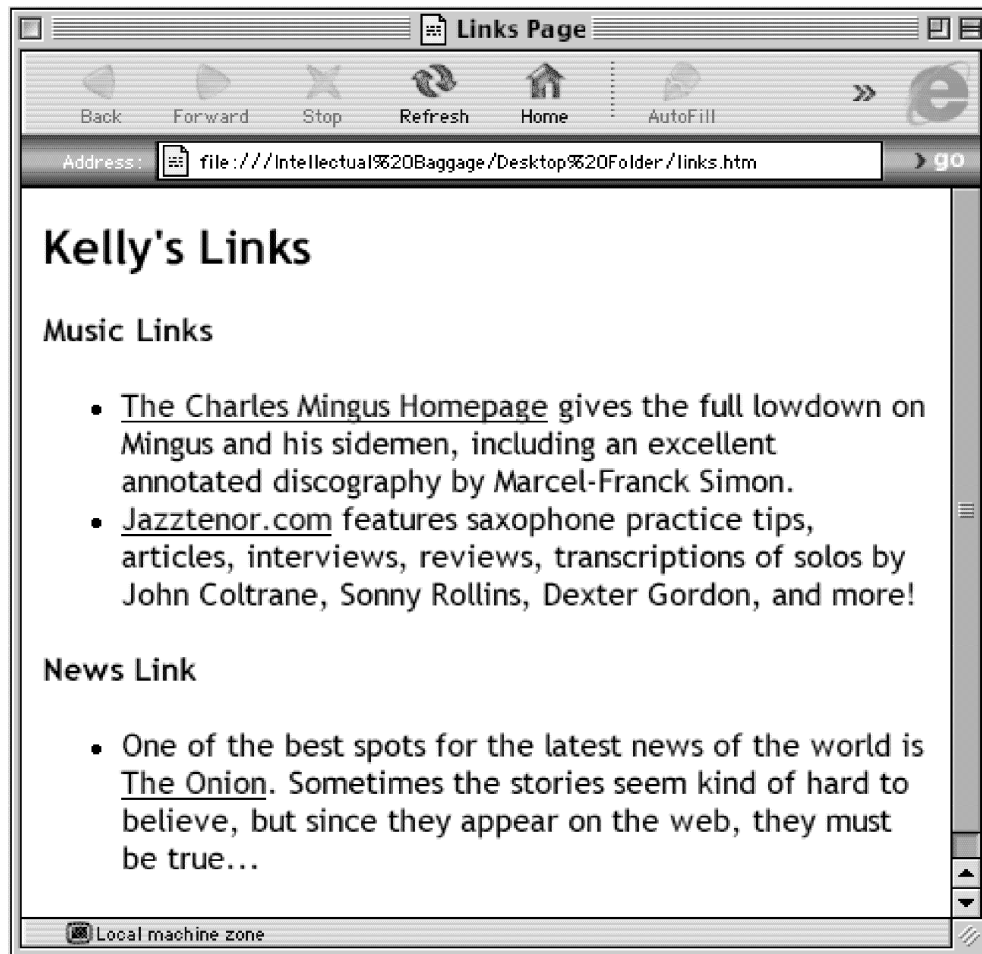 Links Page
Back Forward Stop Refresh Home AutoFill »
Address: file:///Intellectual%20Baggage/Desktop%20Folder/links.htm go
Kelly's Links
Music Links
• The Charles Mingus Homepage gives the full lowdown on
Mingus and his sidemen, including an excellent
annotated discography by Marcel-Franck Simon.
• Jazztenor.com features saxophone practice tips,
articles, interviews, reviews, transcriptions of solos by
John Coltrane, Sonny Rollins, Dexter Gordon, and more!
News Link
• One of the best spots for the latest news of the world is
The Onion. Sometimes the stories seem kind of hard to
believe, but since they appear on the web, they must
be true...
Local machine zone